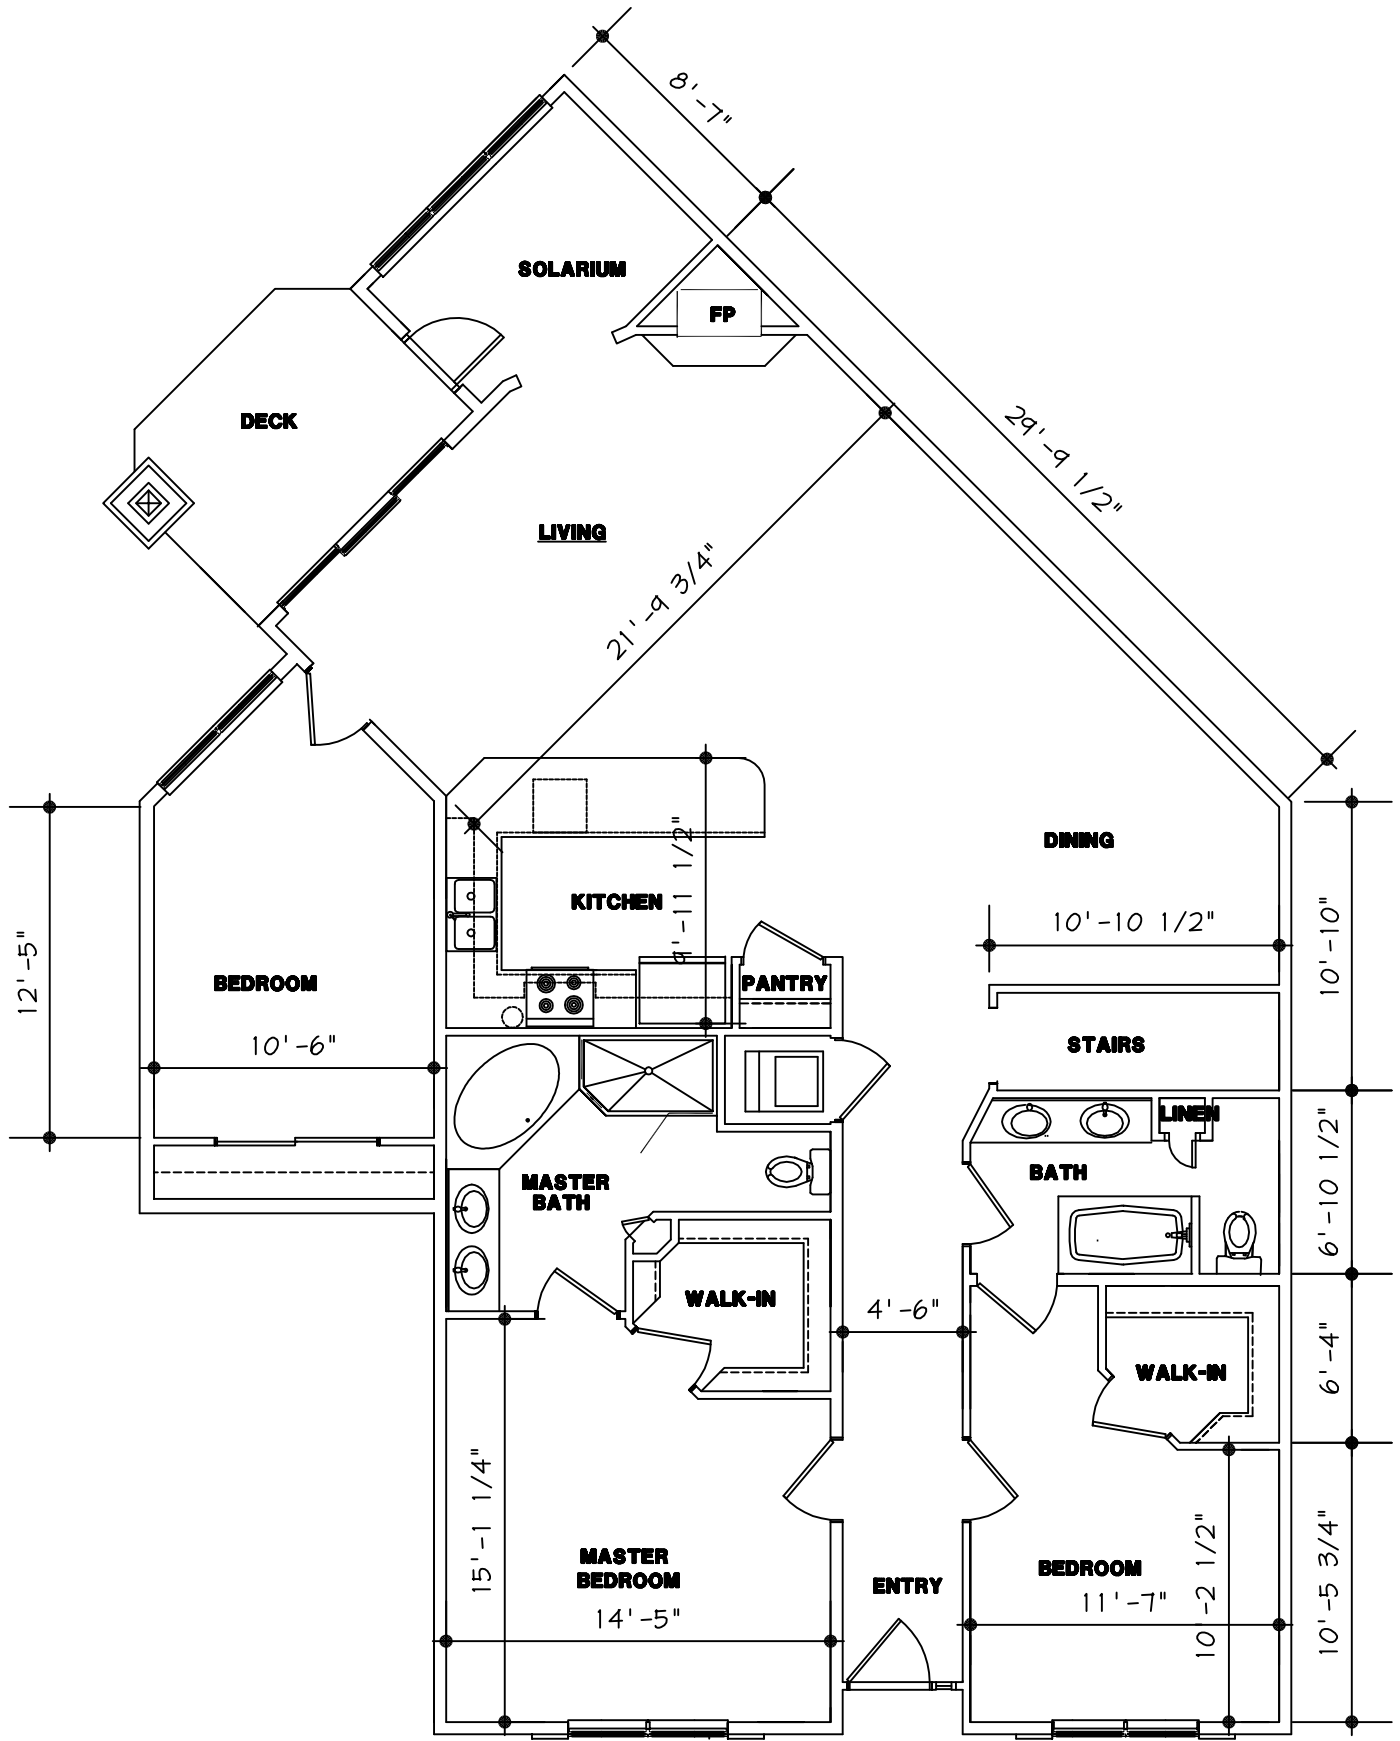 8'-7"
SOLARIUM
FP
DECK
29'-9 1/2"
LIVING
21'-9 3/4"
DINING
KITCHEN
9'-11 1/2"
10'-10 1/2"
10'-10"
12'-5"
BEDROOM
PANTRY
10'-6"
STAIRS
LINEN
MASTER
BATH
BATH
6'-10 1/2"
WALK-IN
4'-6"
WALK-IN
6'-4"
15'-1 1/4"
MASTER
BEDROOM
14'-5"
ENTRY
BEDROOM
11'-7"
10'-2 1/2"
10'-5 3/4"